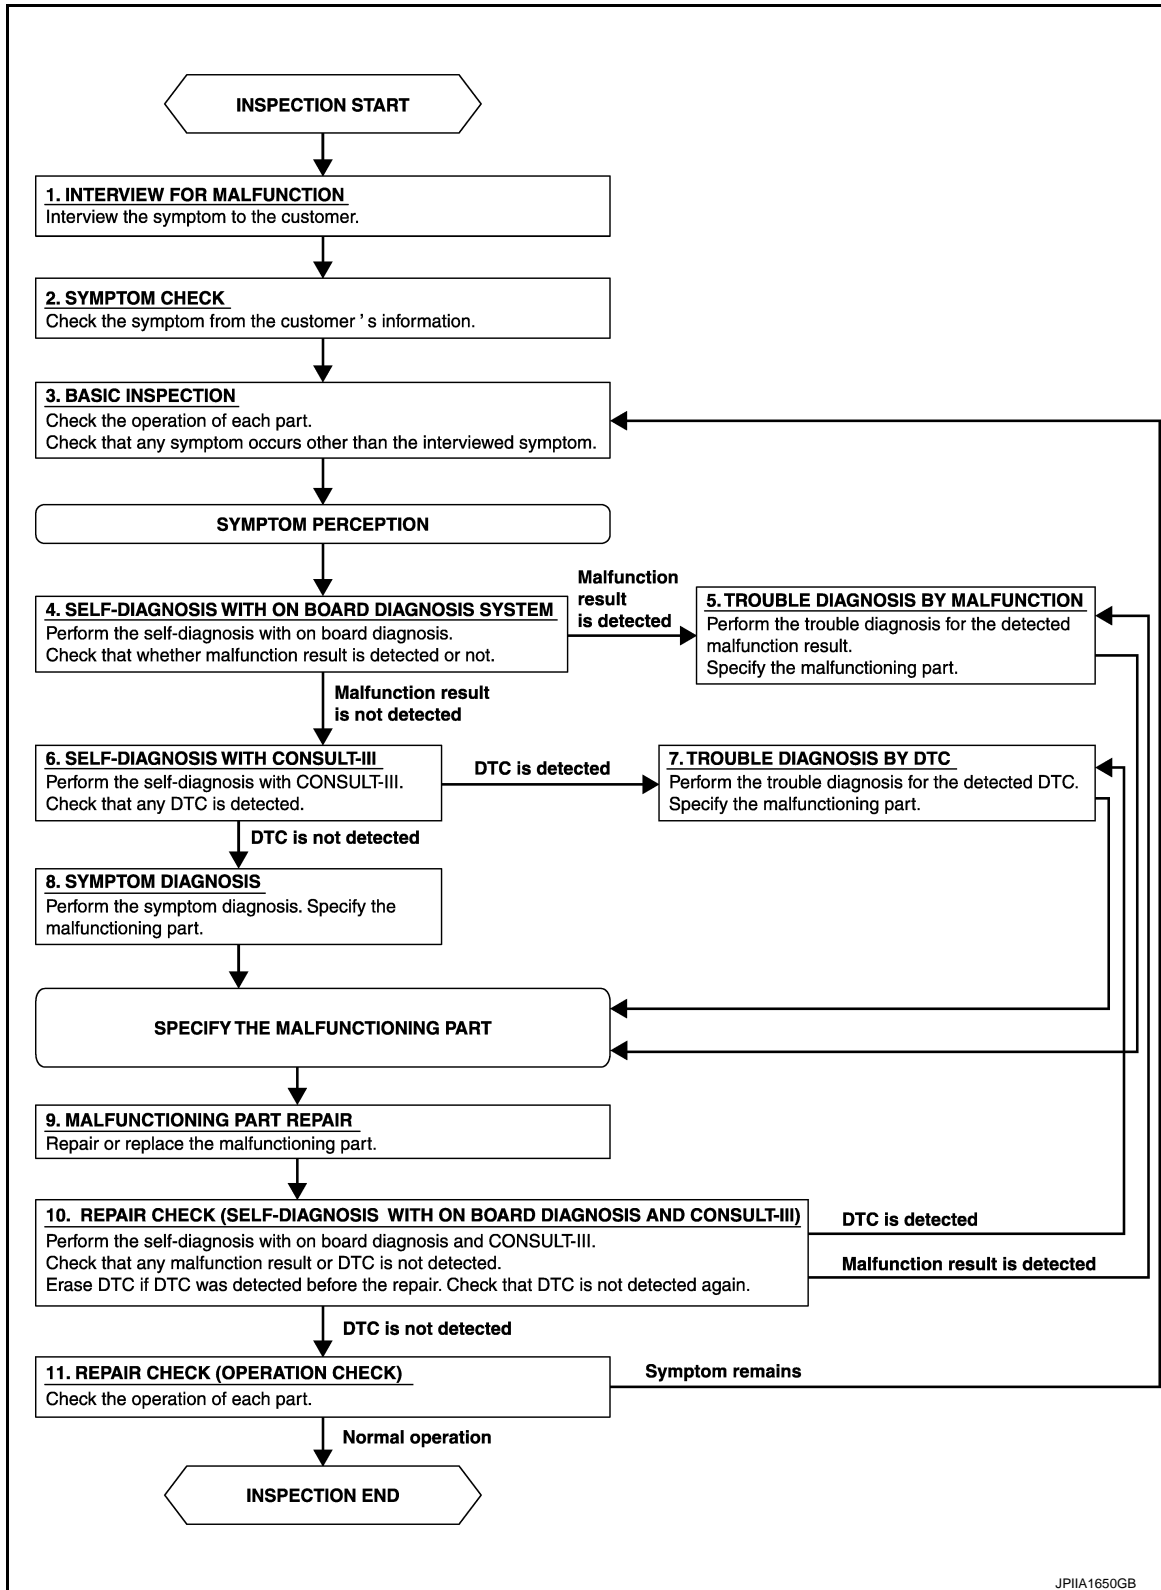 INSPECTION START
1. INTERVIEW FOR MALFUNCTION
Interview the symptom to the customer.
2. SYMPTOM CHECK
Check the symptom from the customer ' s information.
3. BASIC INSPECTION
Check the operation of each part.
Check that any symptom occurs other than the interviewed symptom.
SYMPTOM PERCEPTION
4. SELF-DIAGNOSIS WITH ON BOARD DIAGNOSIS SYSTEM
Perform the self-diagnosis with on board diagnosis.
Check that whether malfunction result is detected or not.
Malfunction
result
is detected
5. TROUBLE DIAGNOSIS BY MALFUNCTION
Perform the trouble diagnosis for the detected
malfunction result.
Specify the malfunctioning part.
Malfunction result
is not detected
6. SELF-DIAGNOSIS WITH CONSULT-III
Perform the self-diagnosis with CONSULT-III.
Check that any DTC is detected.
DTC is detected
7. TROUBLE DIAGNOSIS BY DTC
Perform the trouble diagnosis for the detected DTC.
Specify the malfunctioning part.
DTC is not detected
8. SYMPTOM DIAGNOSIS
Perform the symptom diagnosis. Specify the
malfunctioning part.
SPECIFY THE MALFUNCTIONING PART
9. MALFUNCTIONING PART REPAIR
Repair or replace the malfunctioning part.
10. REPAIR CHECK (SELF-DIAGNOSIS WITH ON BOARD DIAGNOSIS AND CONSULT-III)
Perform the self-diagnosis with on board diagnosis and CONSULT-III.
Check that any malfunction result or DTC is not detected.
Erase DTC if DTC was detected before the repair. Check that DTC is not detected again.
DTC is detected
Malfunction result is detected
DTC is not detected
11. REPAIR CHECK (OPERATION CHECK)
Check the operation of each part.
Symptom remains
Normal operation
INSPECTION END
JPIIA1650GB